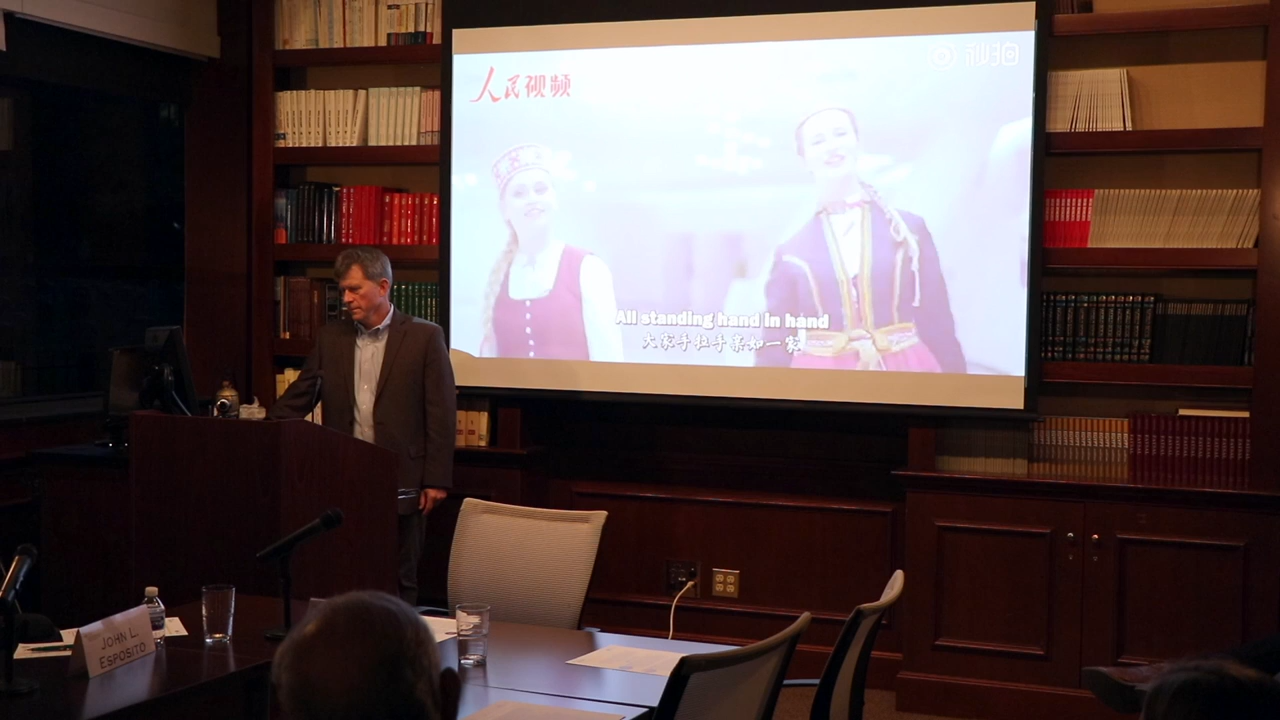 人民视频
秒拍
All standing hand in hand
大家手拉手亲如一家
JOHN L.
ESPOSITO